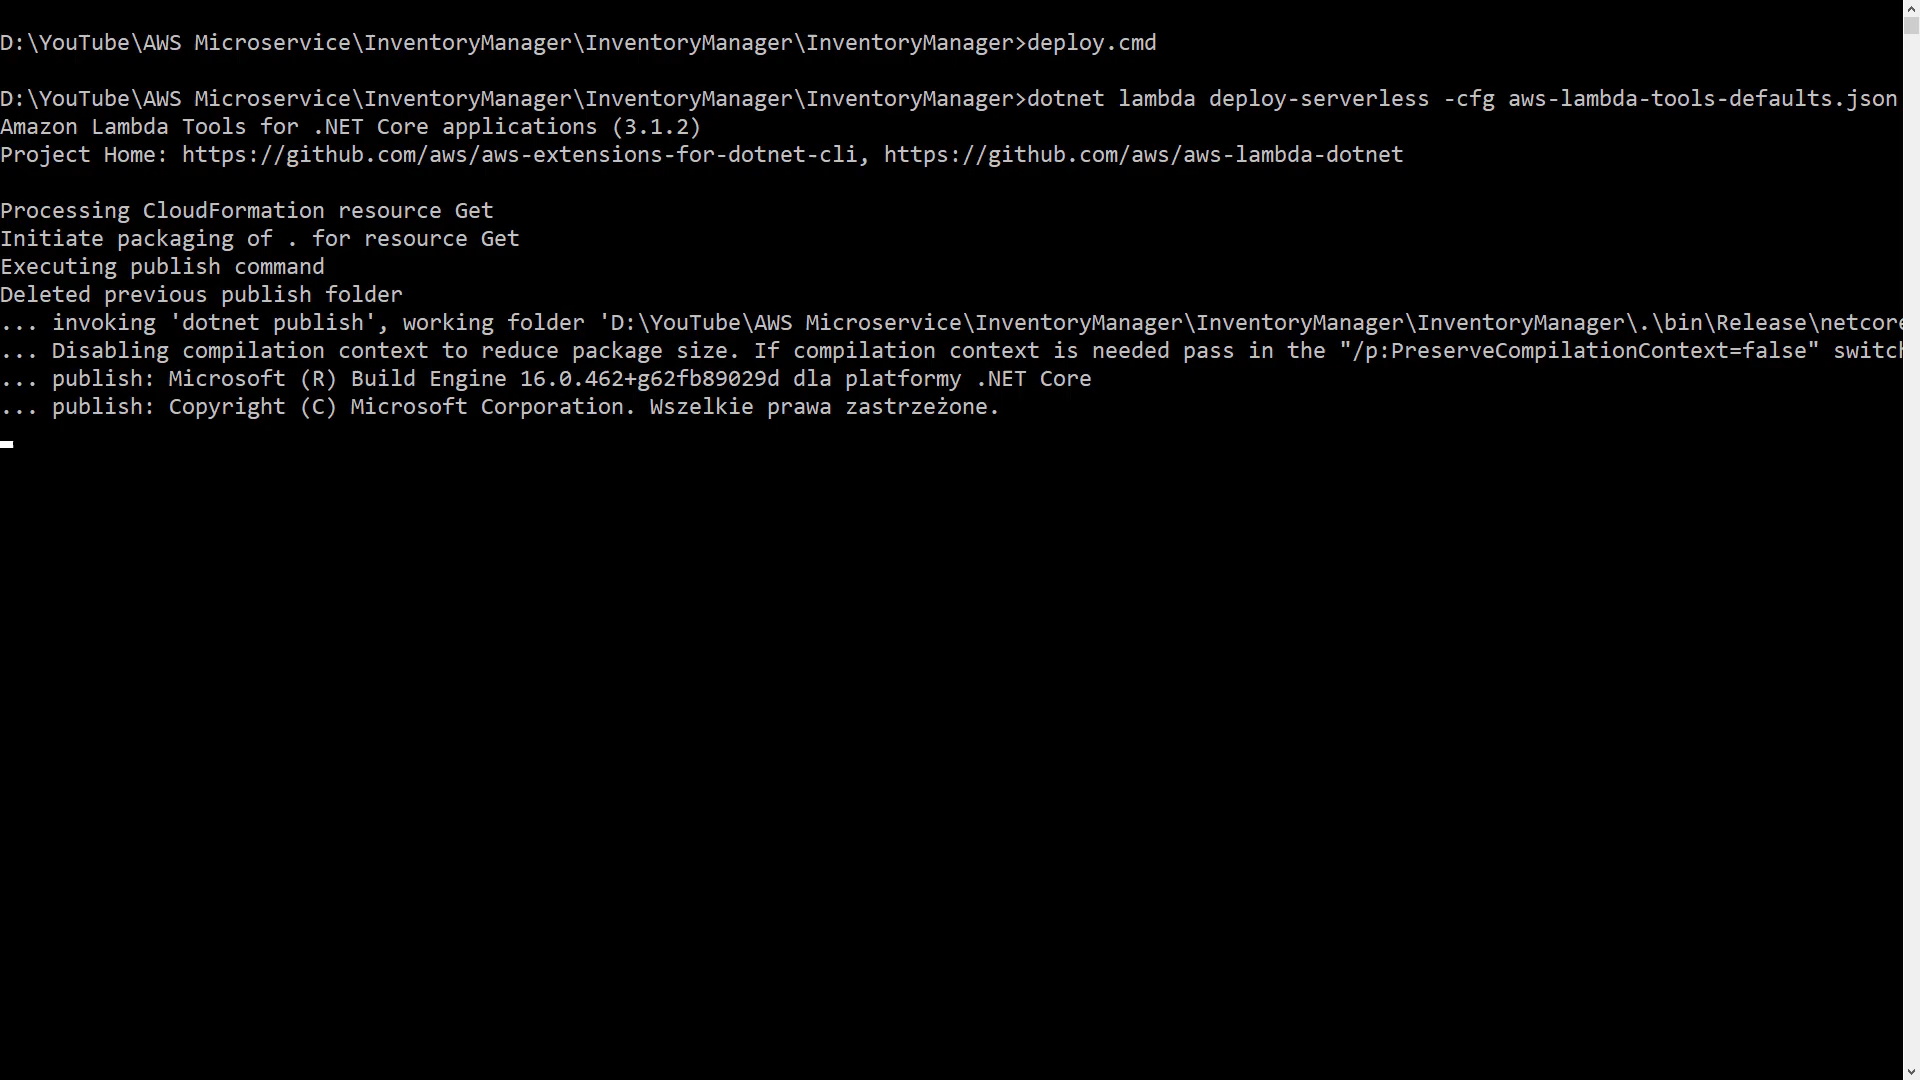 D:\YouTube\AWS Microservice\InventoryManager\InventoryManager\InventoryManager>deploy.cmd
D:\YouTube\AWS Microservice\InventoryManager\InventoryManager\InventoryManager>dotnet lambda deploy-serverless -cfg aws-lambda-tools-defaults.json
Amazon Lambda Tools for .NET Core applications (3.1.2)
Project Home: https://github.com/aws/aws-extensions-for-dotnet-cli, https://github.com/aws/aws-lambda-dotnet
Processing CloudFormation resource Get
Initiate packaging of . for resource Get
Executing publish command
Deleted previous publish folder
... invoking 'dotnet publish', working folder 'D:\YouTube\AWS Microservice\InventoryManager\InventoryManager\InventoryManager\.\bin\Release\netcore
... Disabling compilation context to reduce package size. If compilation context is needed pass in the "/p:PreserveCompilationContext=false" switch
... publish: Microsoft (R) Build Engine 16.0.462+g62fb89029d dla platformy .NET Core
... publish: Copyright (C) Microsoft Corporation. Wszelkie prawa zastrzeżone.